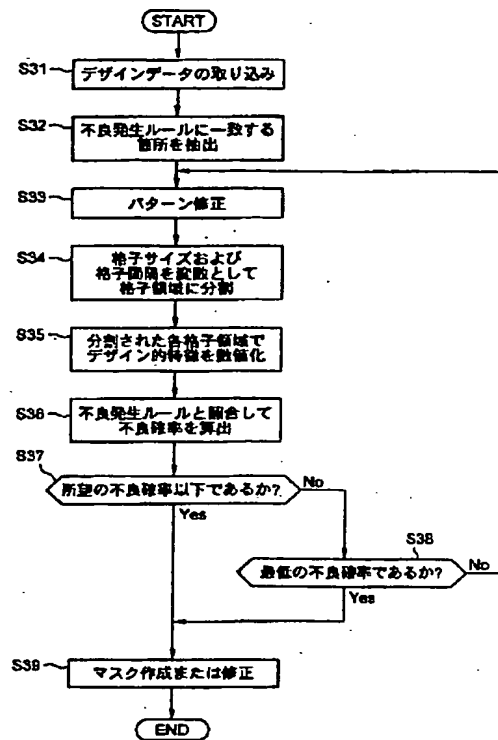 START
S31
デザインデータの取り込み
S32
不良発生ルールに一致する
箇所を抽出
S33
パターン修正
S34
格子サイズおよび
格子間隔を変数として
格子領域に分割
S35
分割された各格子領域で
デザイン的特徴を数値化
S36
不良発生ルールと照合して
不良確率を算出
S37
所望の不良確率以下であるか?
No
Yes
S38
最低の不良確率であるか?
No
Yes
S39
マスク作成または修正
END